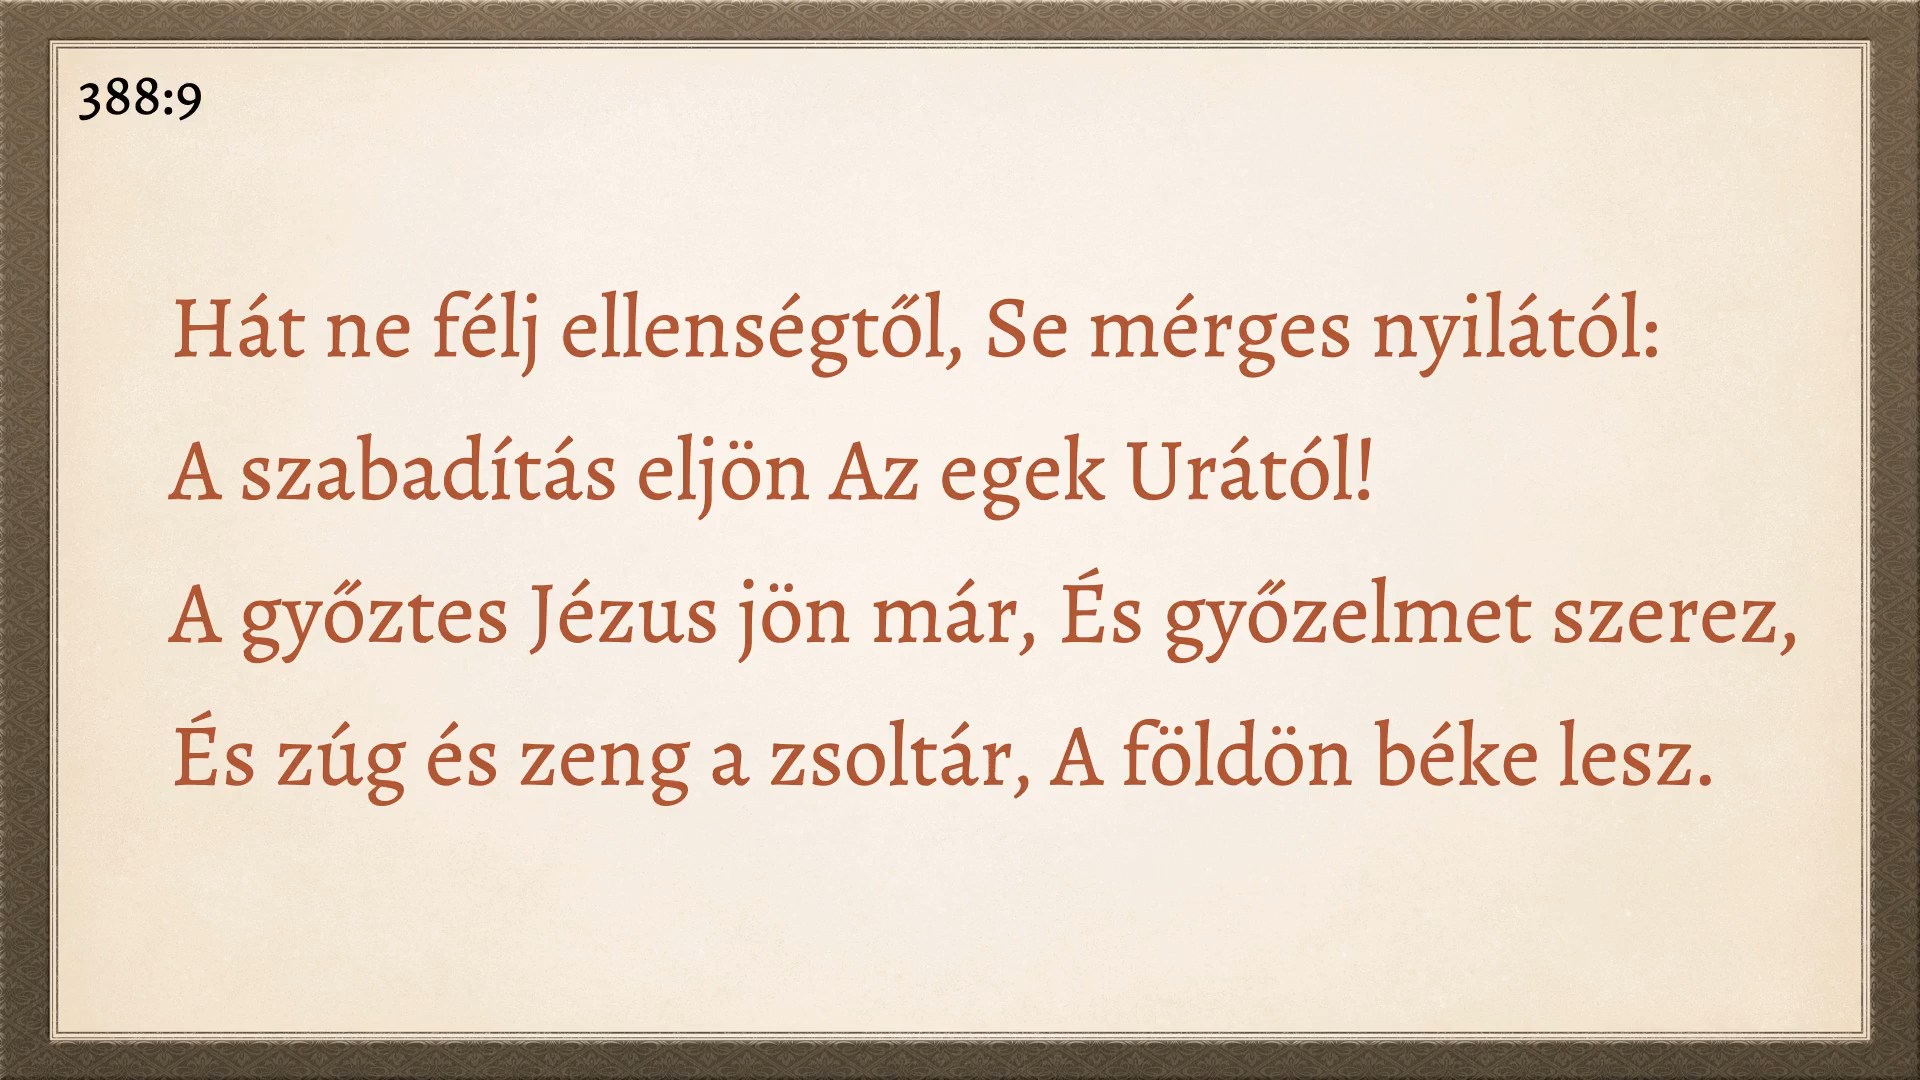 388:9
Hát ne félj ellenségtől, Se mérges nyilától:
A szabadítás eljön Az egek Urától!
A győztes Jézus jön már, És győzelmet szerez,
És zúg és zeng a zsoltár, A földön béke lesz.